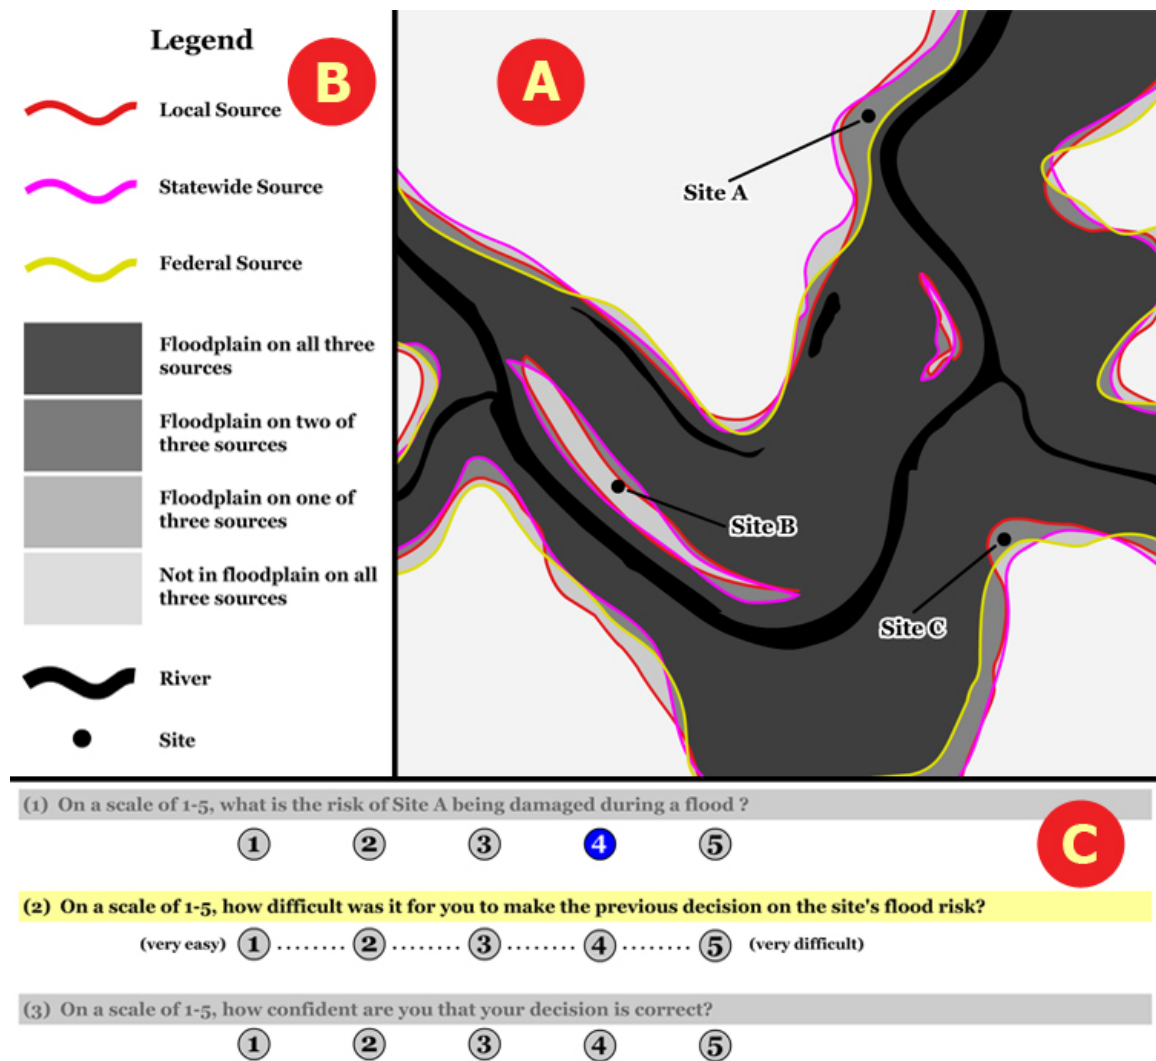 Legend
B
A
Local Source
Statewide Source
Federal Source
Floodplain on all three
sources
Floodplain on two of
three sources
Floodplain on one of
three sources
Not in floodplain on all
three sources
River
Site
Site A
Site B
Site C
(1) On a scale of 1-5, what is the risk of Site A being damaged during a flood ?
1 2 3 4 5
C
(2) On a scale of 1-5, how difficult was it for you to make the previous decision on the site's flood risk?
(very easy) 1 ........ 2 ........ 3 ........ 4 ........ 5 (very difficult)
(3) On a scale of 1-5, how confident are you that your decision is correct?
1 2 3 4 5